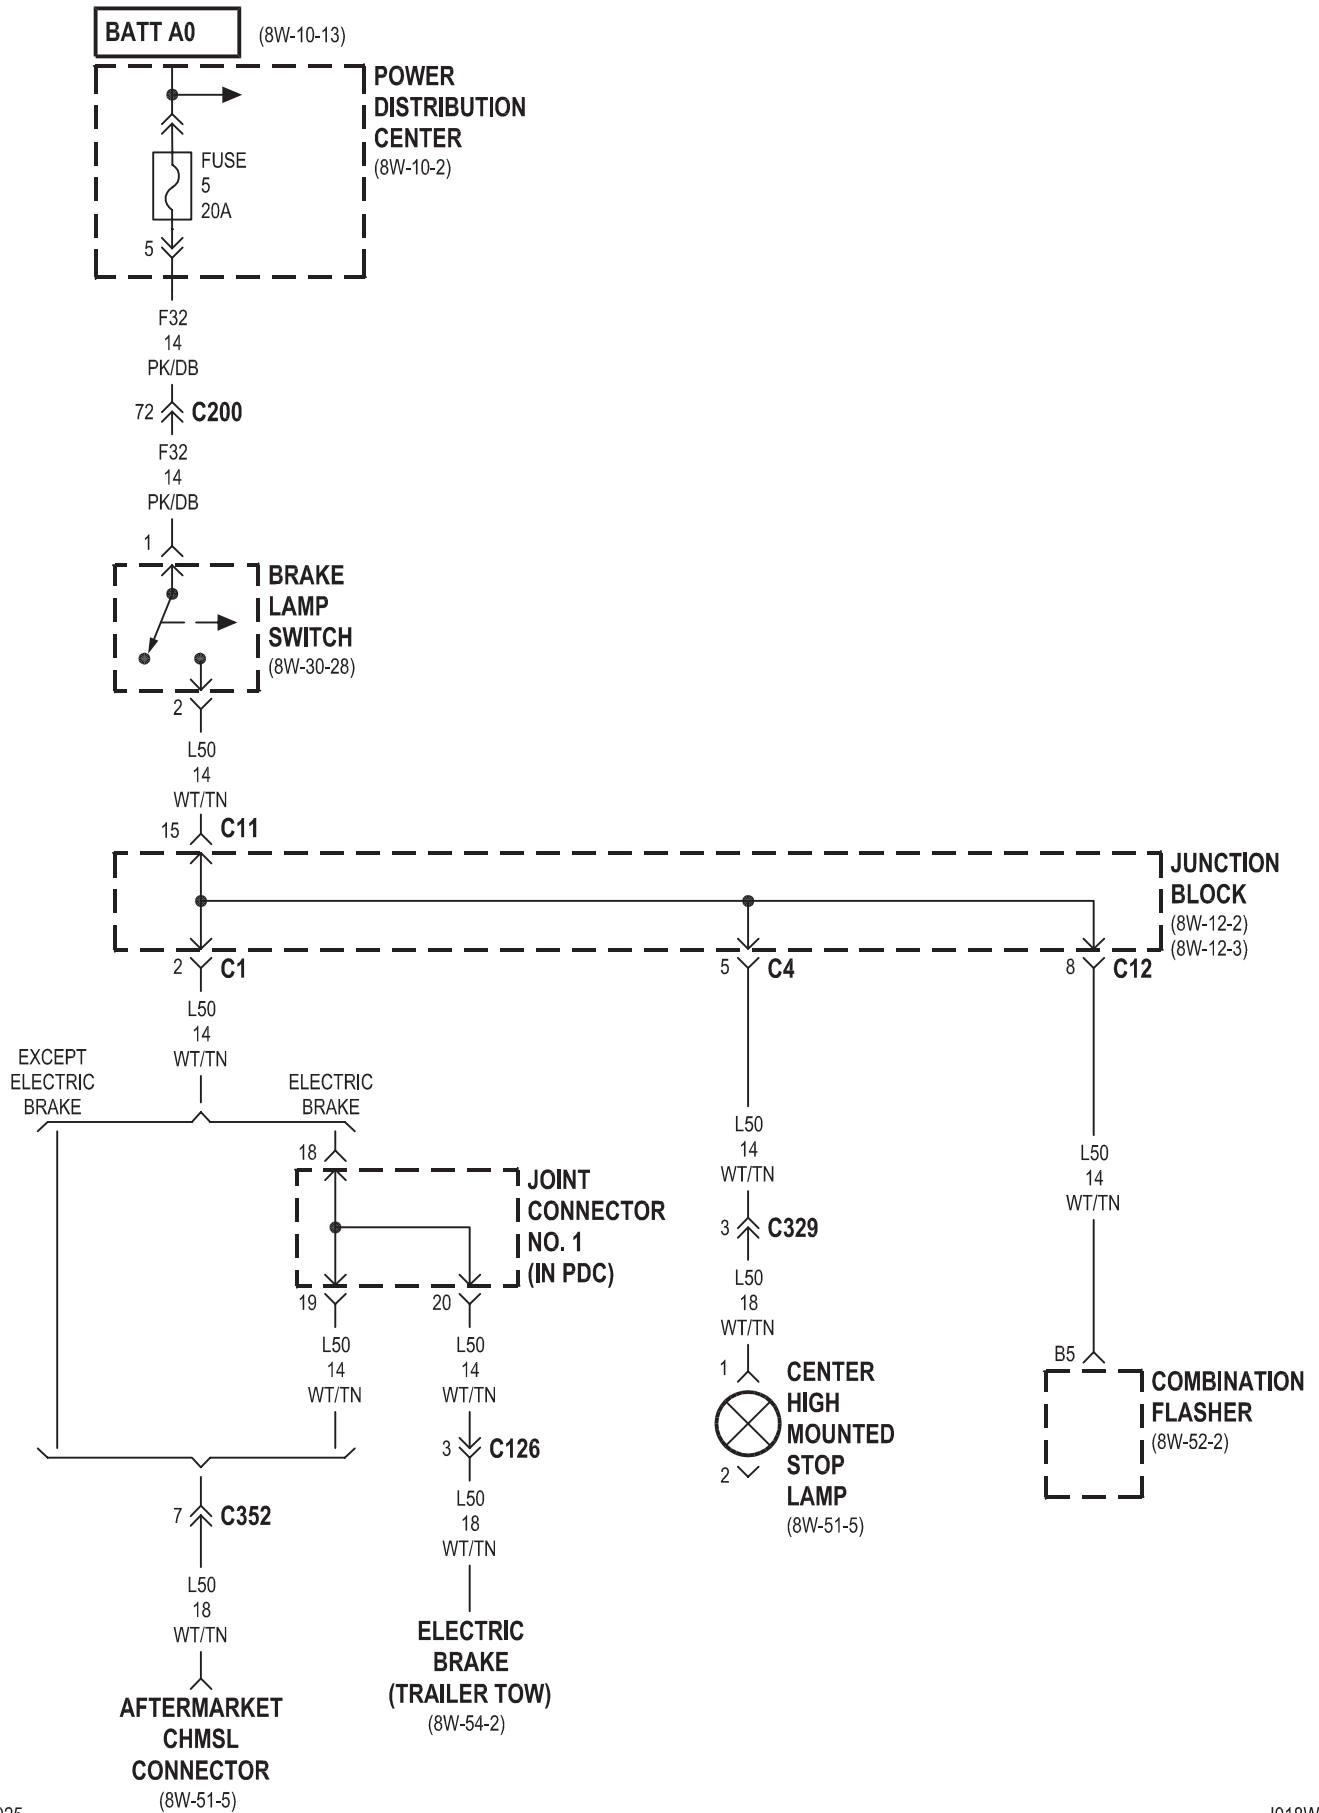 BATT A0
(8W-10-13)
POWER
DISTRIBUTION
CENTER
(8W-10-2)
FUSE
5
20A
5
F32
14
PK/DB
72
C200
F32
14
PK/DB
1
BRAKE
LAMP
SWITCH
(8W-30-28)
2
L50
14
WT/TN
15
C11
JUNCTION
BLOCK
(8W-12-2)
(8W-12-3)
2
C1
5
C4
8
C12
L50
14
WT/TN
EXCEPT
ELECTRIC
BRAKE
ELECTRIC
BRAKE
18
JOINT
CONNECTOR
NO. 1
(IN PDC)
19
20
L50
14
WT/TN
L50
14
WT/TN
3
C126
L50
18
WT/TN
ELECTRIC
BRAKE
(TRAILER TOW)
(8W-54-2)
7
C352
L50
18
WT/TN
AFTERMARKET
CHMSL
CONNECTOR
(8W-51-5)
L50
14
WT/TN
3
C329
L50
18
WT/TN
1
CENTER
HIGH
MOUNTED
STOP
LAMP
(8W-51-5)
2
L50
14
WT/TN
B5
COMBINATION
FLASHER
(8W-52-2)